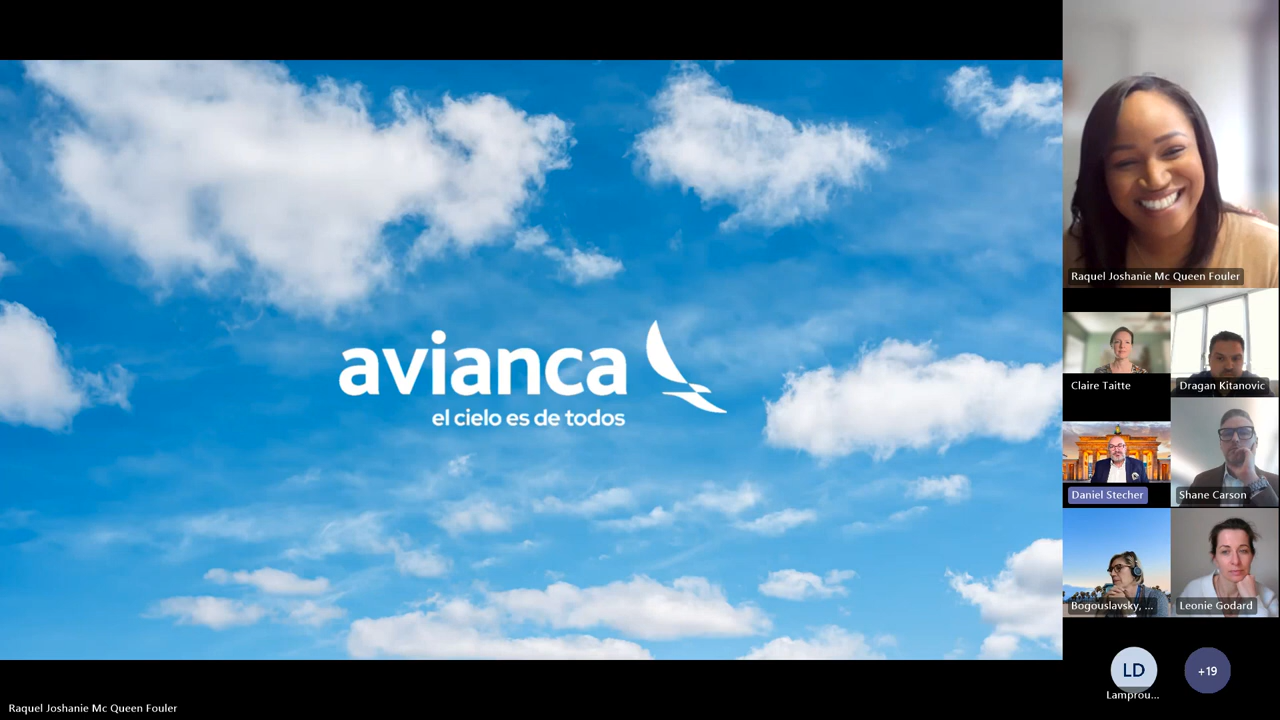 avianca
el cielo es de todos
Raquel Joshanie Mc Queen Fouler
Claire Taitte
Dragan Kitanovic
Daniel Stecher
Shane Carson
Bogouslavsky, ...
Leonie Godard
LD
+19
Lamprou...
Raquel Joshanie Mc Queen Fouler